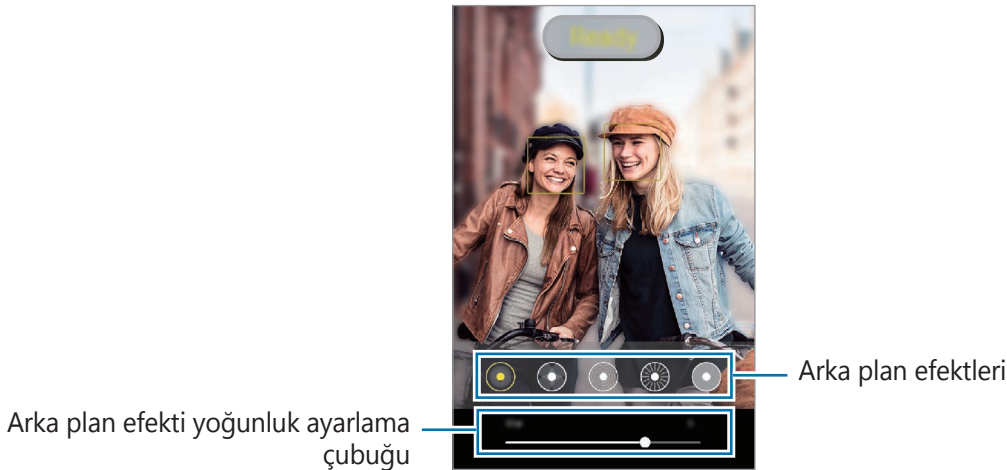 Ready
Arka plan efektleri
Arka plan efekti yoğunluk ayarlama
çubuğu